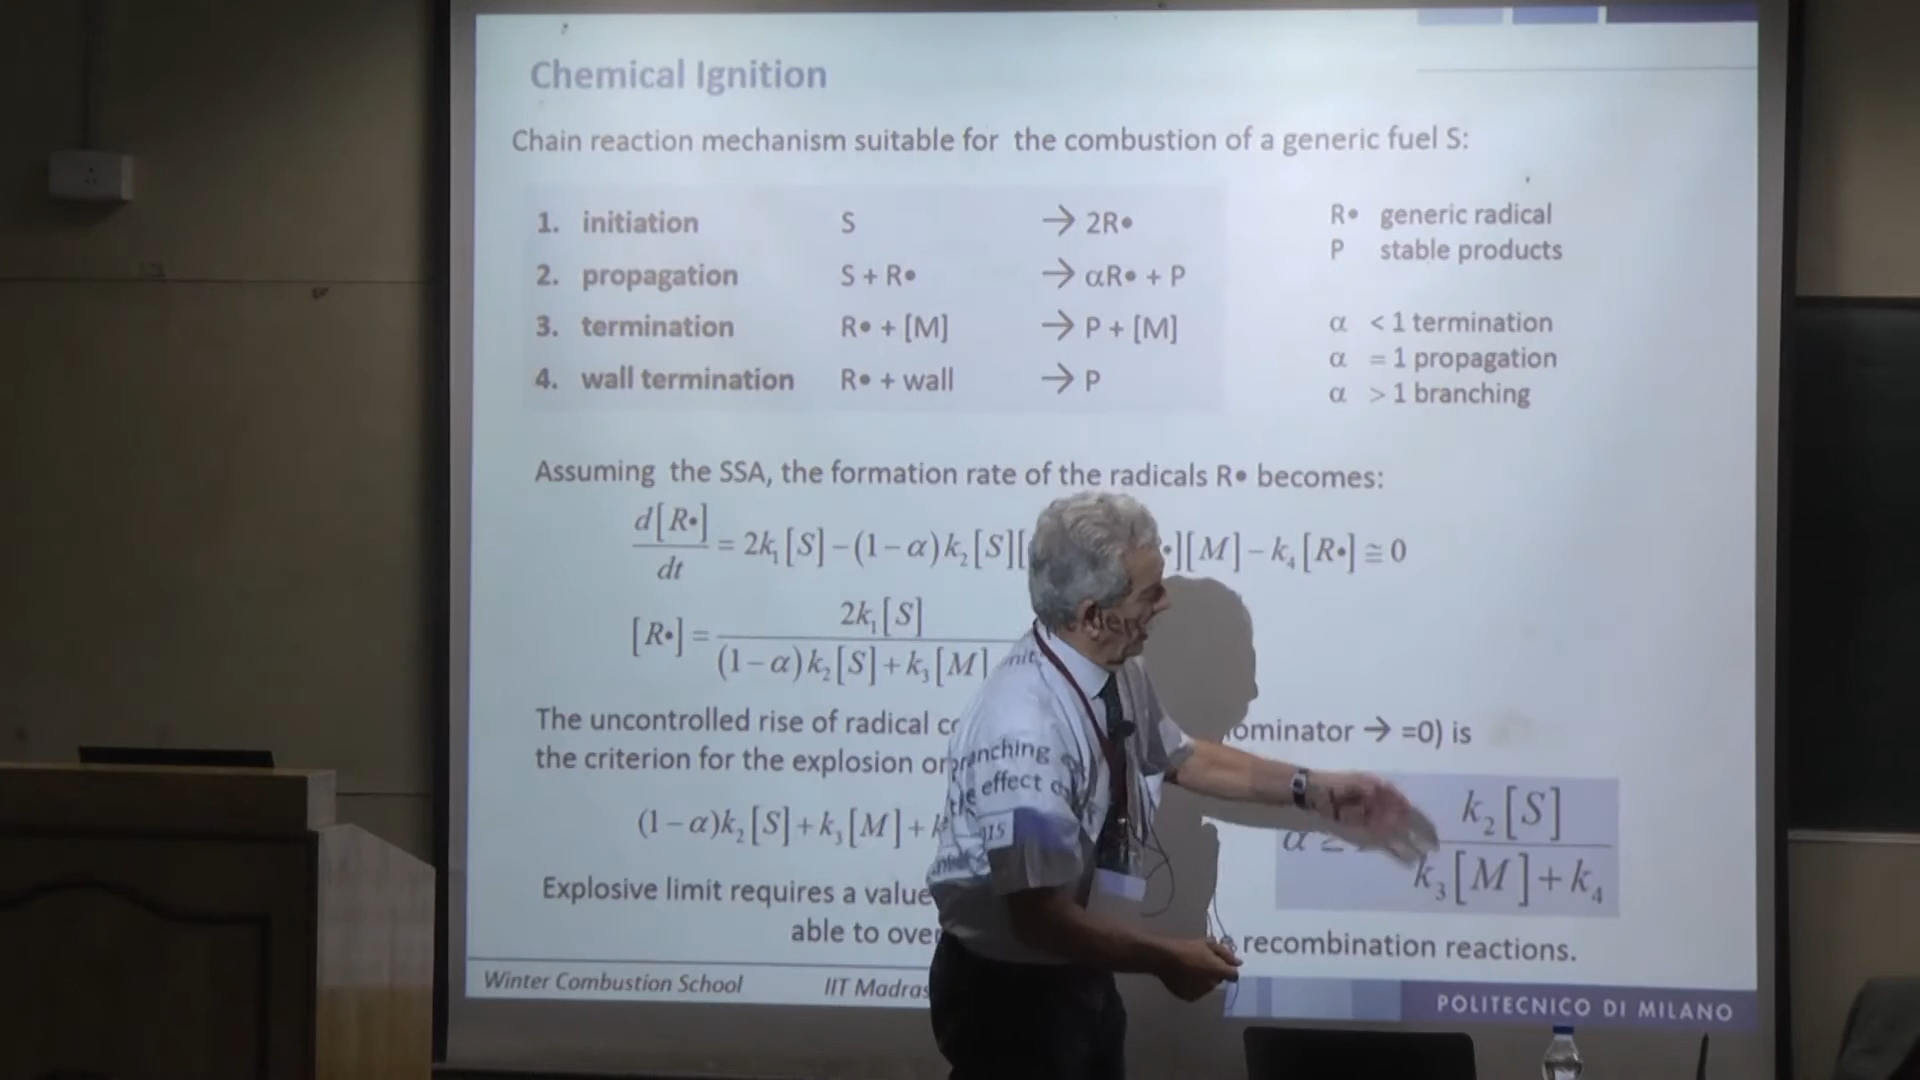 Chemical Ignition
Chain reaction mechanism suitable for the combustion of a generic fuel S:
1. initiation S → 2R•
2. propagation S + R• → αR• + P
3. termination R• + [M] → P + [M]
4. wall termination R• + wall → P
R• generic radical
P stable products
α < 1 termination
α = 1 propagation
α > 1 branching
Assuming the SSA, the formation rate of the radicals R• becomes:
d[R•]/dt = 2k₁[S] − (1−α)k₂[S][ •][M] − k₄[R•] ≅ 0
[R•] = 2k₁[S] / (1−α)k₂[S] + k₃[M]
The uncontrolled rise of radical → =0) is
the criterion for the explosion or
(1−α)k₂[S] + k₃[M] +
k₂[S] / k₃[M] + k₄
Explosive limit requires a value
able to recombination reactions.
Winter Combustion School IIT Madras
POLITECNICO DI MILANO
effect